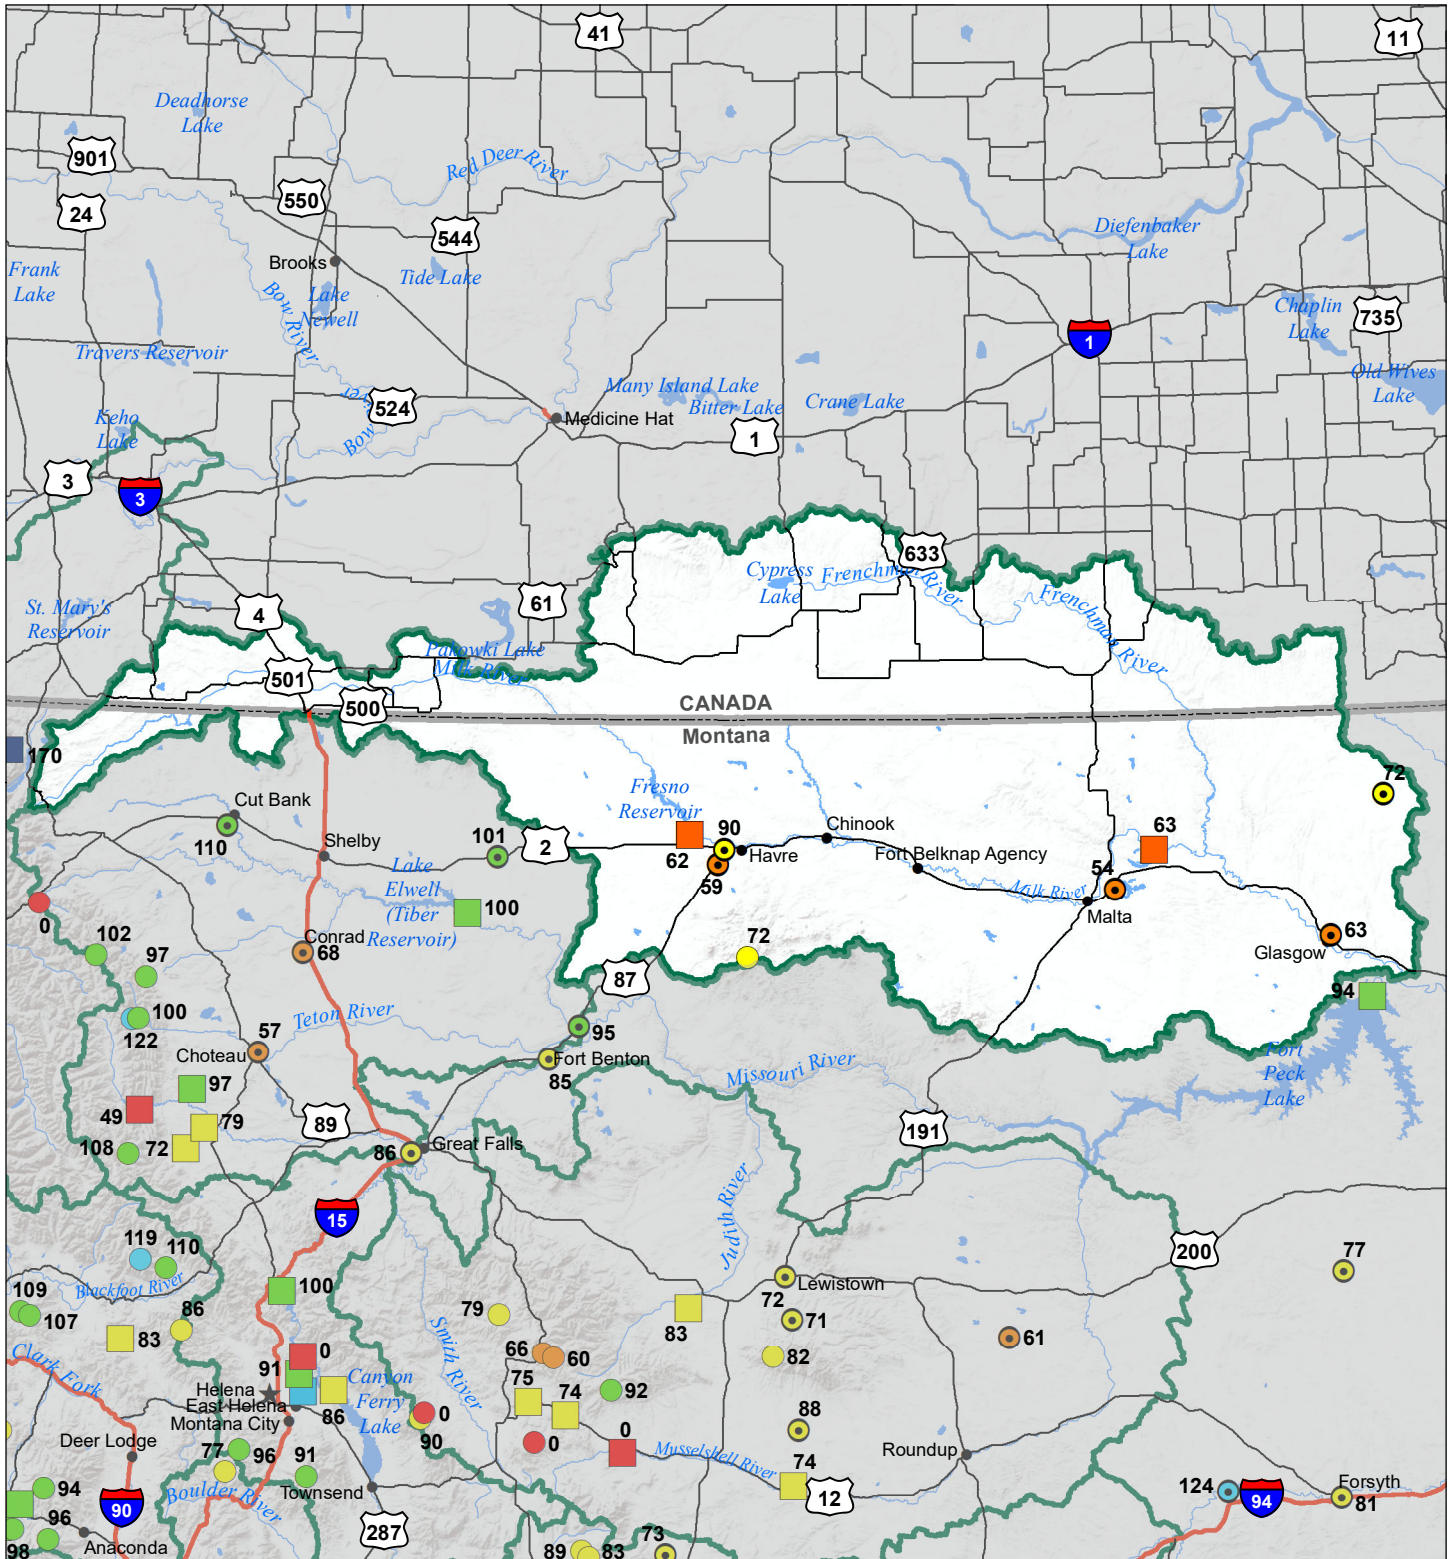 41
11
Deadhorse
Lake
901
Red Deer River
550
24
544
Diefenbaker
Lake
Brooks
Frank
Lake
Tide Lake
Bow River
Lake
Newell
Chaplin
Lake
735
1
Travers Reservoir
Old Wives
Lake
Many Island Lake
Bitter Lake
Crane Lake
524
Keho
Lake
Medicine Hat
Bow
1
3
3
633
Cypress
Lake
Frenchman River
Frenchman River
61
4
St. Mary's
Reservoir
Pakowki Lake
Milk River
501
500
CANADA
Montana
170
72
Fresno
Reservoir
Cut Bank
110
Shelby
101
2
62
90
59
Havre
Chinook
Fort Belknap Agency
63
54
Milk River
Malta
Lake
Elwell
(Tiber
Reservoir)
100
0
102
97
Conrad
68
72
87
63
Glasgow
94
100
122
Teton River
57
Choteau
95
Fort Benton
85
Missouri River
Fort
Peck
Lake
97
49
79
89
108
72
86
Great Falls
191
15
Judith River
200
119
110
Blackfoot River
77
109
107
100
86
83
79
83
Lewistown
72
71
61
82
Smith River
66
60
Clark Fork
0
91
Helena
East Helena
Montana City
Canyon
Ferry
Lake
86
75
74
92
0
90
0
0
88
Deer Lodge
77
96
91
Musselshell River
74
Roundup
94
Townsend
12
124
94
Forsyth
81
90
Boulder River
96
Anaconda
98
287
89
83
73